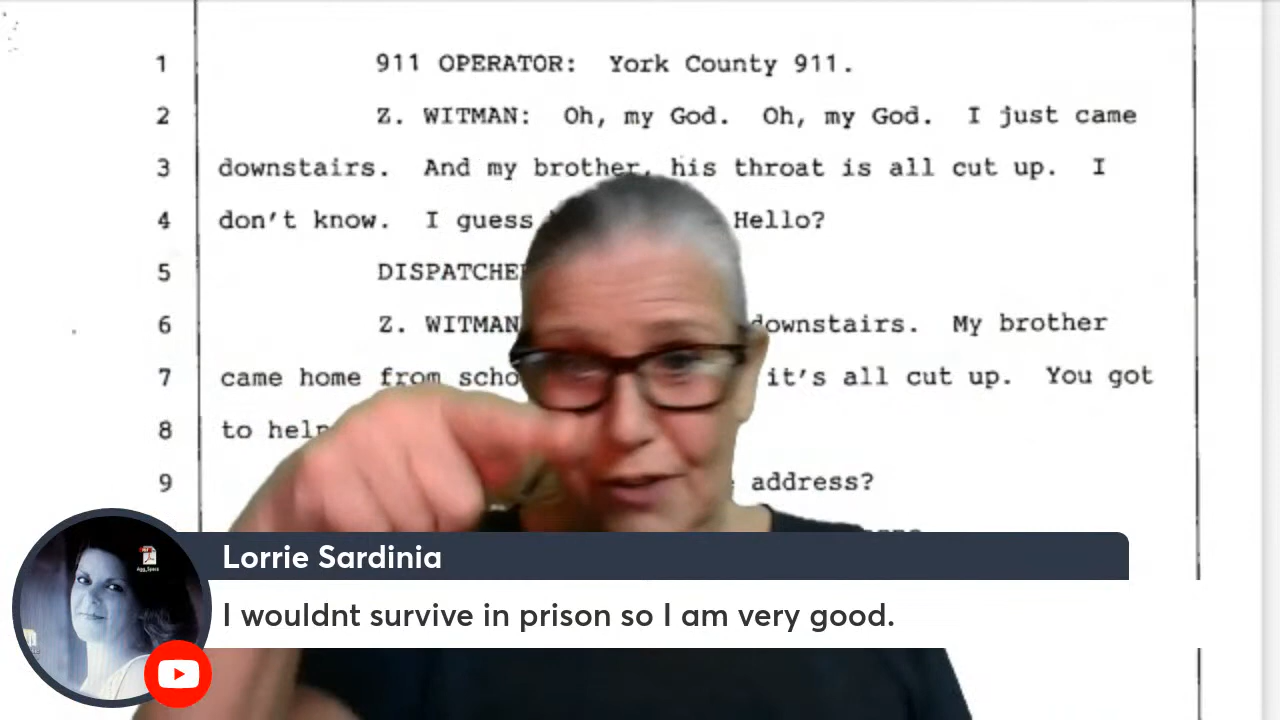 1 911 OPERATOR: York County 911.
2 Z. WITMAN: Oh, my God. Oh, my God. I just came
3 downstairs. And my brother, his throat is all cut up. I
4 don't know. I guess Hello?
5 DISPATCHE
6 Z. WITMAN downstairs. My brother
7 came home from scho it's all cut up. You got
8 to help
9 address?
Lorrie Sardinia
I wouldnt survive in prison so I am very good.